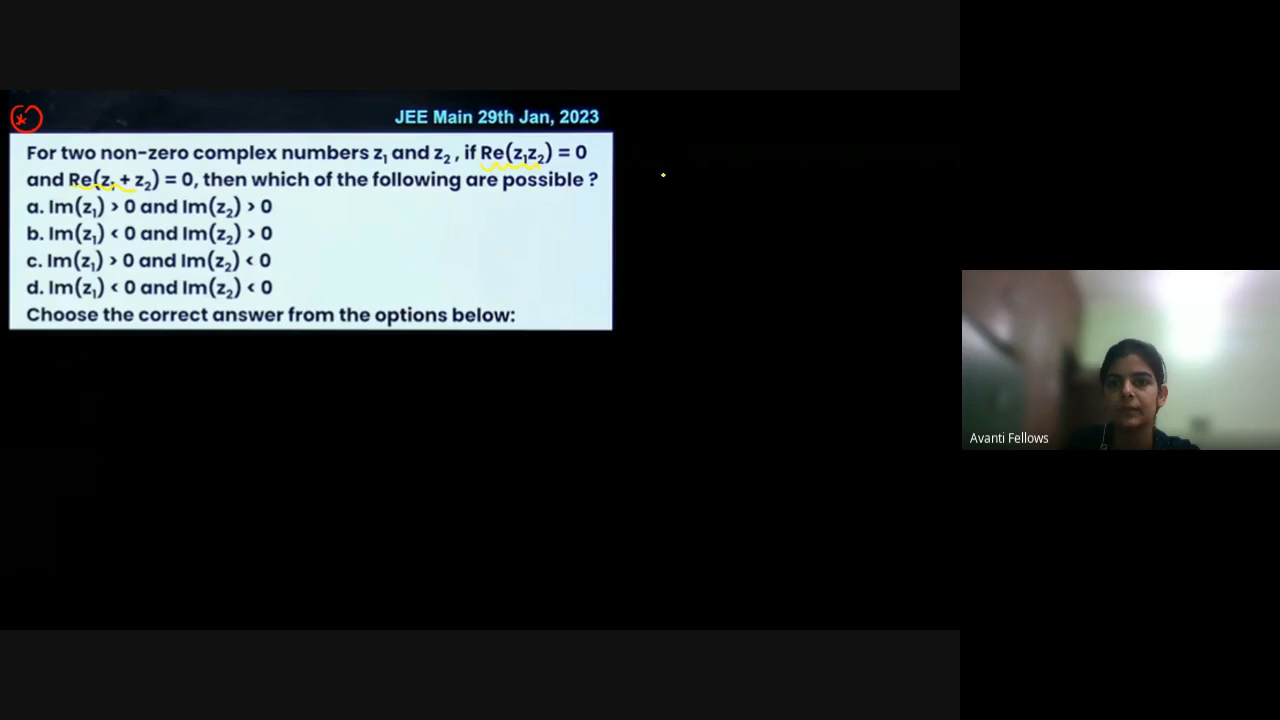 JEE Main 29th Jan, 2023
For two non-zero complex numbers z₁ and z₂ , if Re(z₁z₂) = 0
and Re(z₁ + z₂) = 0, then which of the following are possible ?
a. Im(z₁) > 0 and Im(z₂) > 0
b. Im(z₁) < 0 and Im(z₂) > 0
c. Im(z₁) > 0 and Im(z₂) < 0
d. Im(z₁) < 0 and Im(z₂) < 0
Choose the correct answer from the options below:
Avanti Fellows